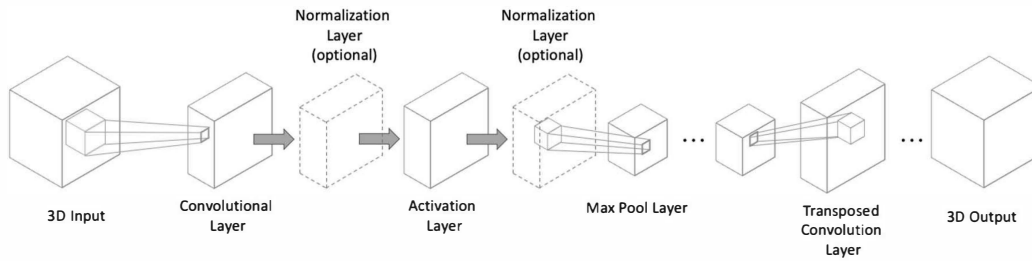 Normalization
Layer
(optional)
Normalization
Layer
(optional)
...
...
3D Input
Convolutional
Layer
Activation
Layer
Max Pool Layer
Transposed
Convolution
Layer
3D Output